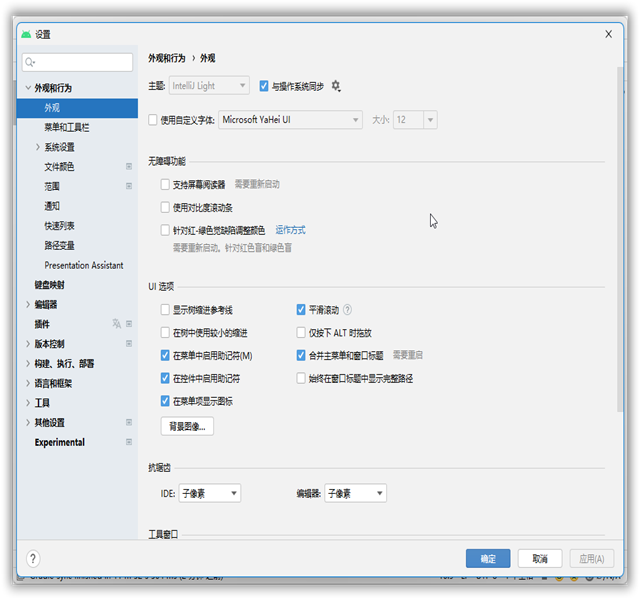 设置
外观和行为 › 外观
外观和行为
外观
菜单和工具栏
系统设置
文件颜色
范围
通知
快速列表
路径变量
Presentation Assistant
键盘映射
编辑器
插件
版本控制
构建、执行、部署
语言和框架
工具
其他设置
Experimental
主题: IntelliJ Light 与操作系统同步
使用自定义字体: Microsoft YaHei UI 大小: 12
无障碍功能
支持屏幕阅读器 需要重新启动
使用对比度滚动条
针对红-绿色觉缺陷调整颜色 运作方式
需要重新启动。针对红色盲和绿色盲
UI 选项
显示树缩进参考线 平滑滚动 ?
在树中使用较小的缩进 仅按下 ALT 时拖放
在菜单中启用助记符(M) 合并主菜单和窗口标题 需要重启
在控件中启用助记符 始终在窗口标题中显示完整路径
在菜单项显示图标
背景图像...
抗锯齿
IDE: 子像素 编辑器: 子像素
工具窗口
? 确定 取消 应用(A)